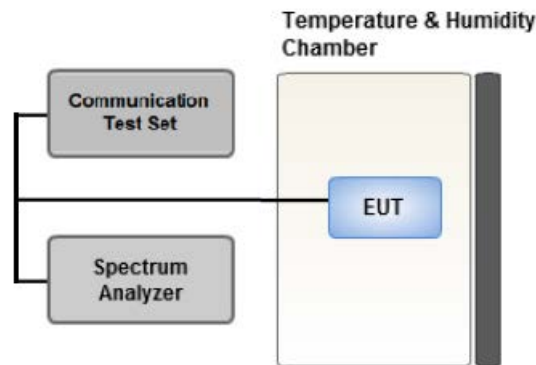 Temperature & Humidity
Chamber
Communication
Test Set
EUT
Spectrum
Analyzer